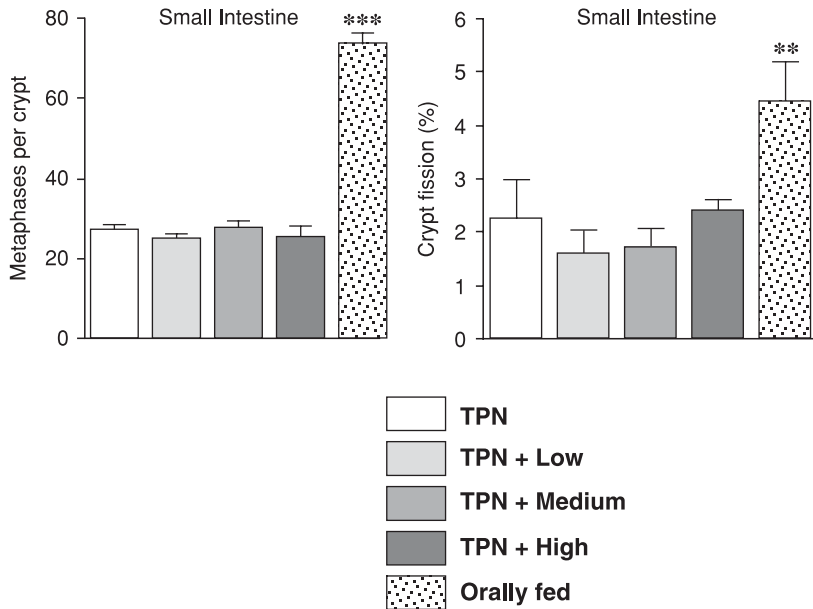 Small Intestine
***
80
60
40
20
0
Metaphases per crypt
Small Intestine
**
6
5
4
3
2
1
0
Crypt fission (%)
TPN
TPN + Low
TPN + Medium
TPN + High
Orally fed